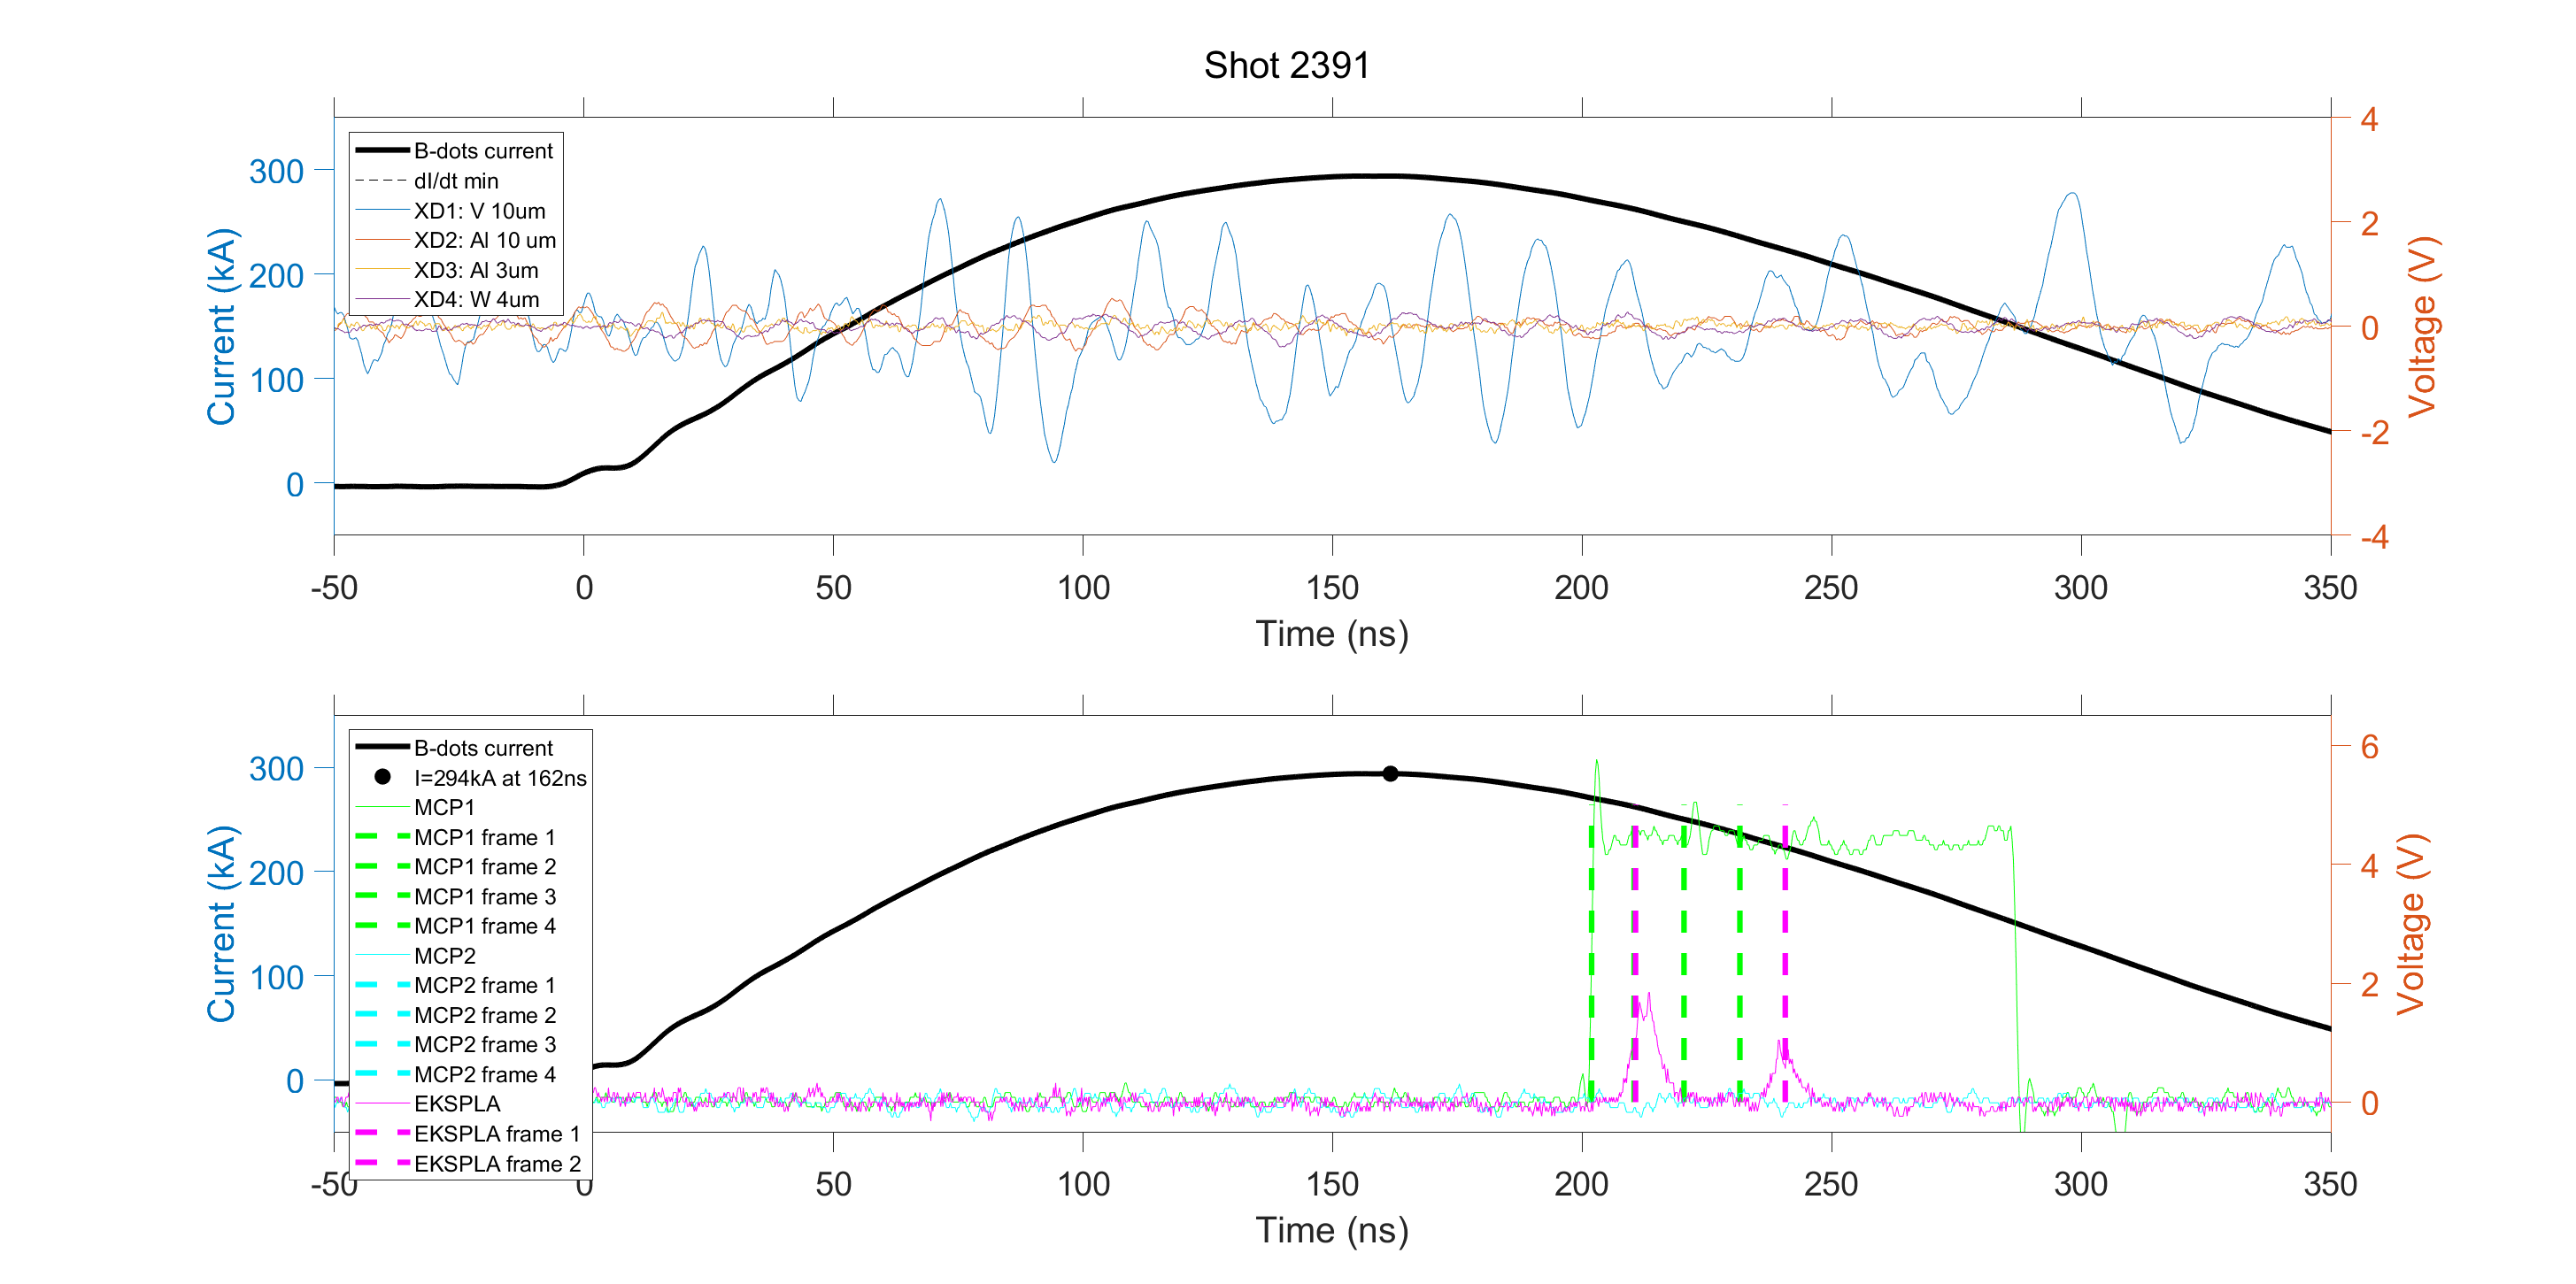 Shot 2391
B-dots current
dI/dt min
XD1: V 10um
XD2: Al 10 um
XD3: Al 3um
XD4: W 4um
Current (kA)
300
200
100
0
4
2
0
-2
-4
Voltage (V)
-50 0 50 100 150 200 250 300 350
Time (ns)
B-dots current
I=294kA at 162ns
MCP1
MCP1 frame 1
MCP1 frame 2
MCP1 frame 3
MCP1 frame 4
MCP2
MCP2 frame 1
MCP2 frame 2
MCP2 frame 3
MCP2 frame 4
EKSPLA
EKSPLA frame 1
EKSPLA frame 2
Current (kA)
300
200
100
0
6
4
2
0
Voltage (V)
-50 0 50 100 150 200 250 300 350
Time (ns)